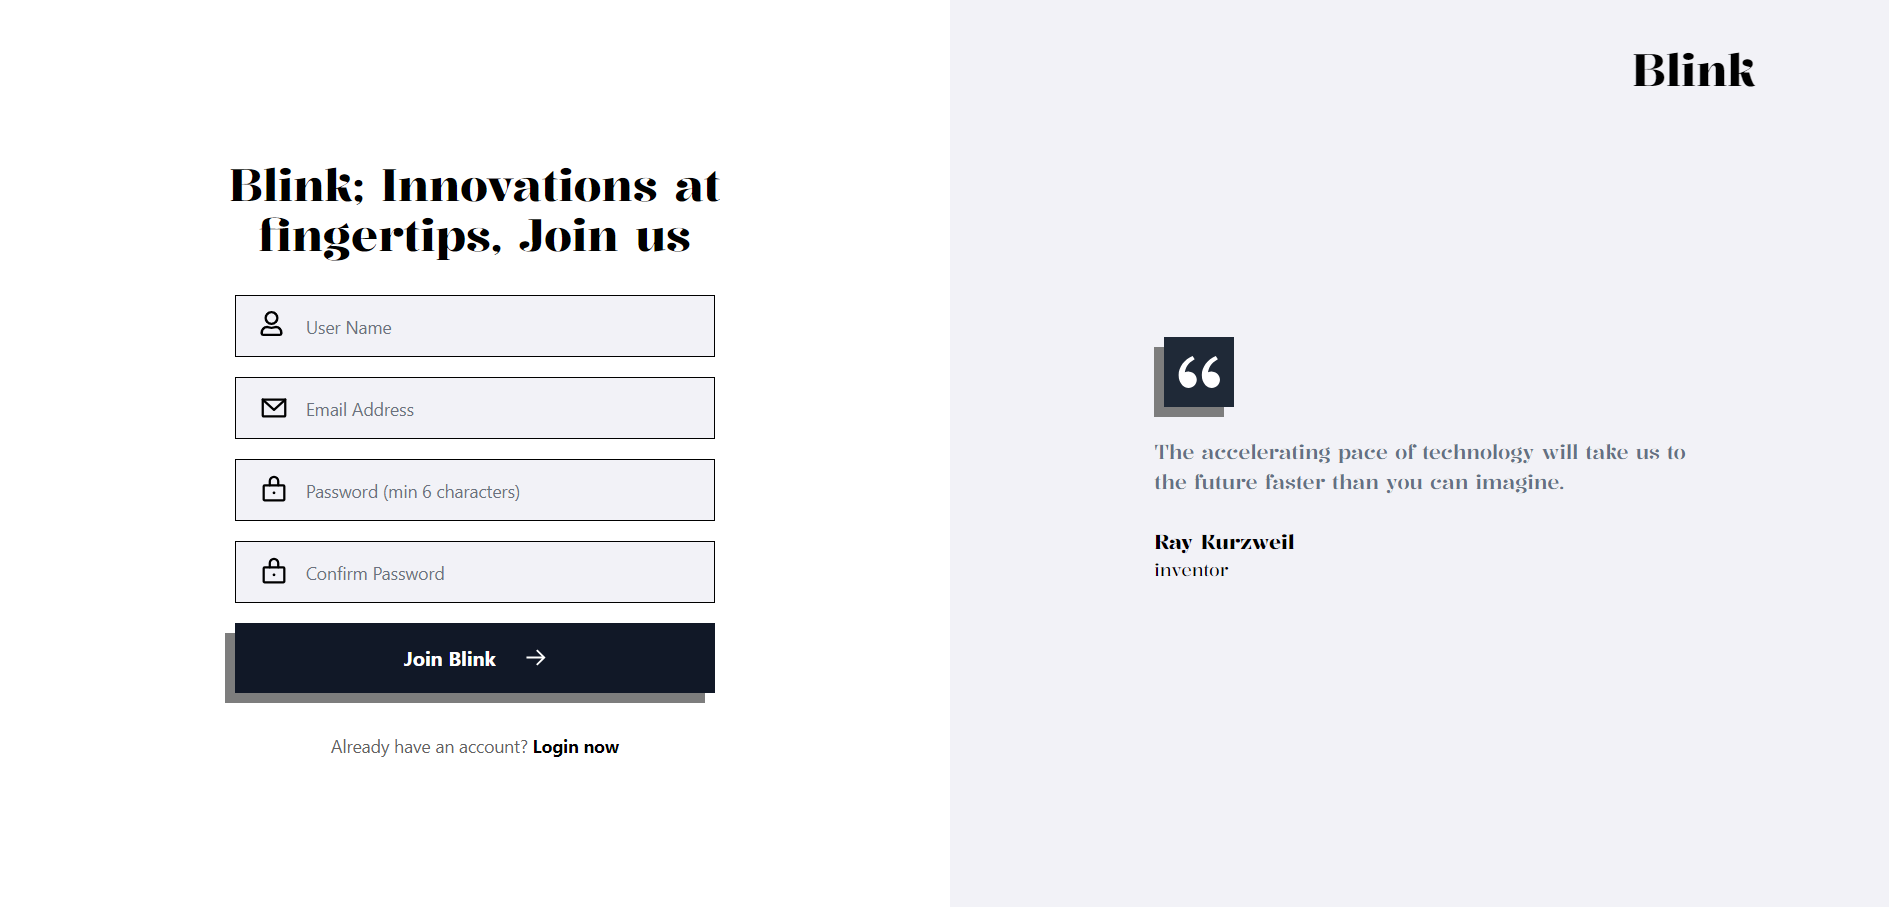 Blink
Blink; Innovations at
fingertips, Join us
User Name
Email Address
Password (min 6 characters)
Confirm Password
Join Blink
Already have an account? Login now
“
The accelerating pace of technology will take us to
the future faster than you can imagine.
Ray Kurzweil
inventor